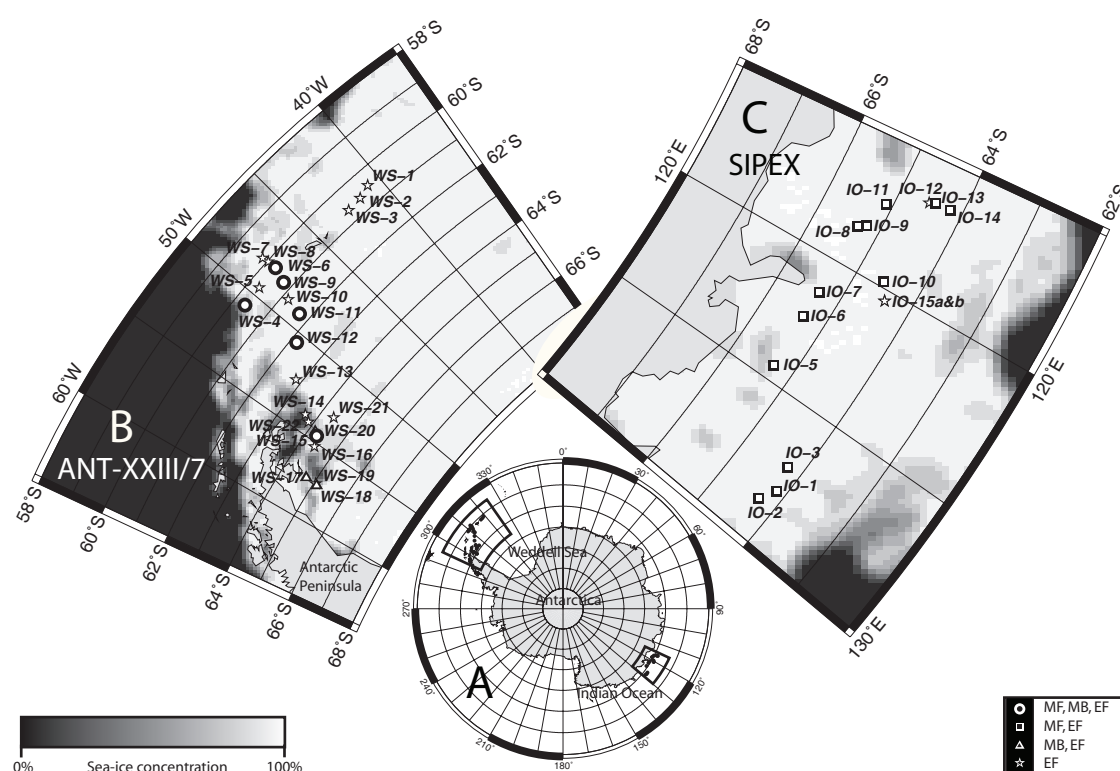 58°S
60°S
62°S
64°S
66°S
40°W
50°W
60°W
58°S
60°S
62°S
64°S
66°S
68°S
WS-1
WS-2
WS-3
WS-7
WS-8
WS-6
WS-5
WS-9
WS-10
WS-4
WS-11
WS-12
WS-13
WS-14
WS-21
WS-22
WS-20
WS-15
WS-16
WS-17
WS-19
WS-18
B
ANT-XXIII/7
Antarctic
Peninsula
68°S
66°S
64°S
62°S
120°E
120°E
130°E
C
SIPEX
IO-11
IO-12
IO-13
IO-14
IO-8
IO-9
IO-10
IO-15a&b
IO-7
IO-6
IO-5
IO-3
IO-1
IO-2
0°
30°
60°
90°
120°
150°
180°
210°
240°
270°
300°
330°
Weddell Sea
Antarctica
Indian Ocean
A
0% Sea-ice concentration 100%
MF, MB, EF
MF, EF
MB, EF
EF